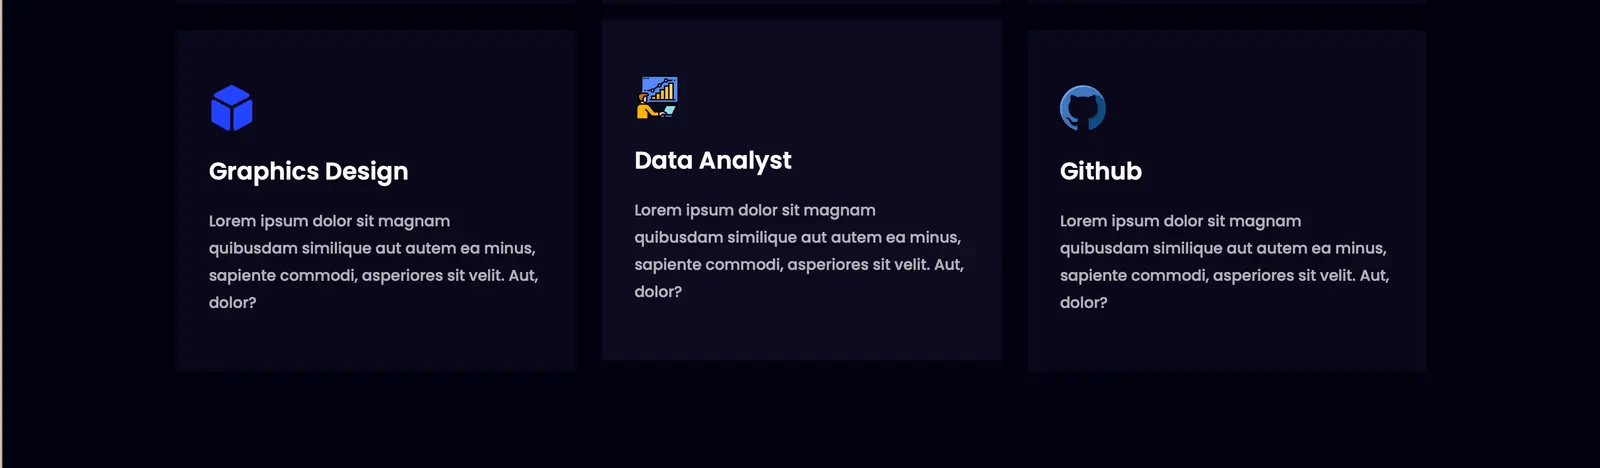 Graphics Design
Lorem ipsum dolor sit magnam
quibusdam similique aut autem ea minus,
sapiente commodi, asperiores sit velit. Aut,
dolor?
Data Analyst
Lorem ipsum dolor sit magnam
quibusdam similique aut autem ea minus,
sapiente commodi, asperiores sit velit. Aut,
dolor?
Github
Lorem ipsum dolor sit magnam
quibusdam similique aut autem ea minus,
sapiente commodi, asperiores sit velit. Aut,
dolor?